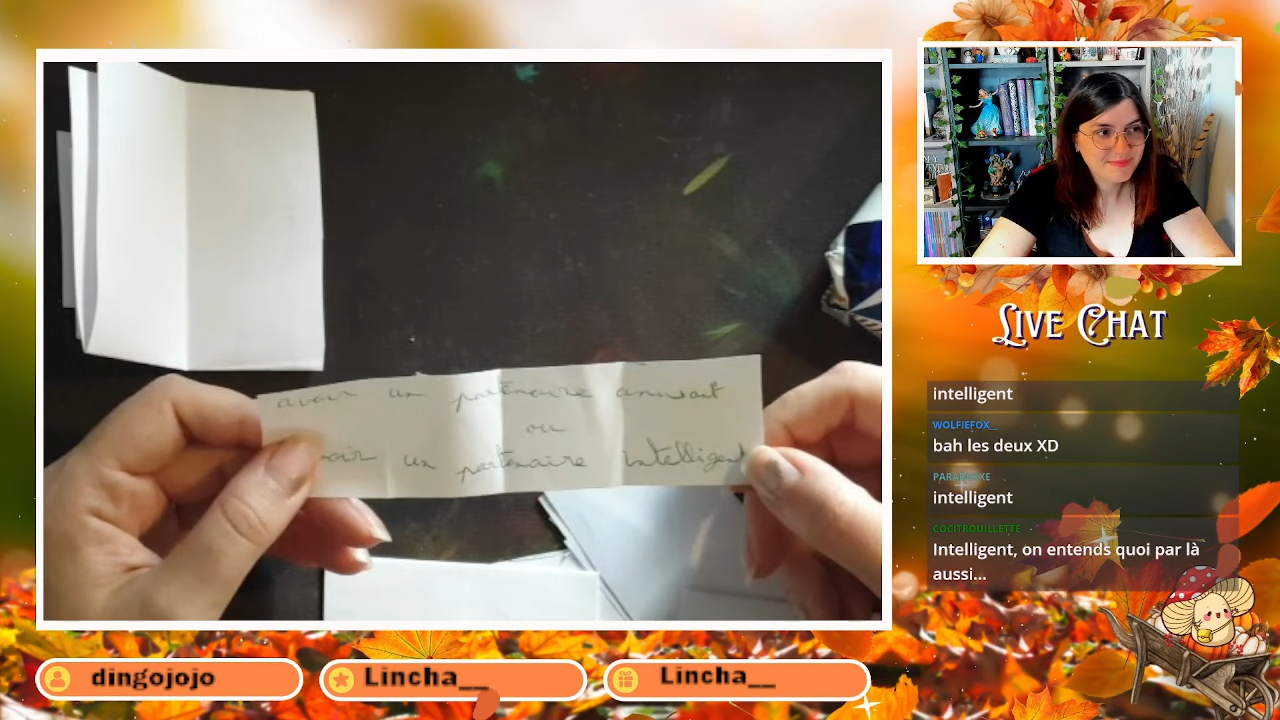 avoir un partenaire amusant
ou
avoir un partenaire intelligent
LIVE CHAT
intelligent
WOLFIEFOX_
bah les deux XD
intelligent
COCITROUILLETTE
Intelligent, on entends quoi par là
aussi...
dingojojo
Lincha__
Lincha__